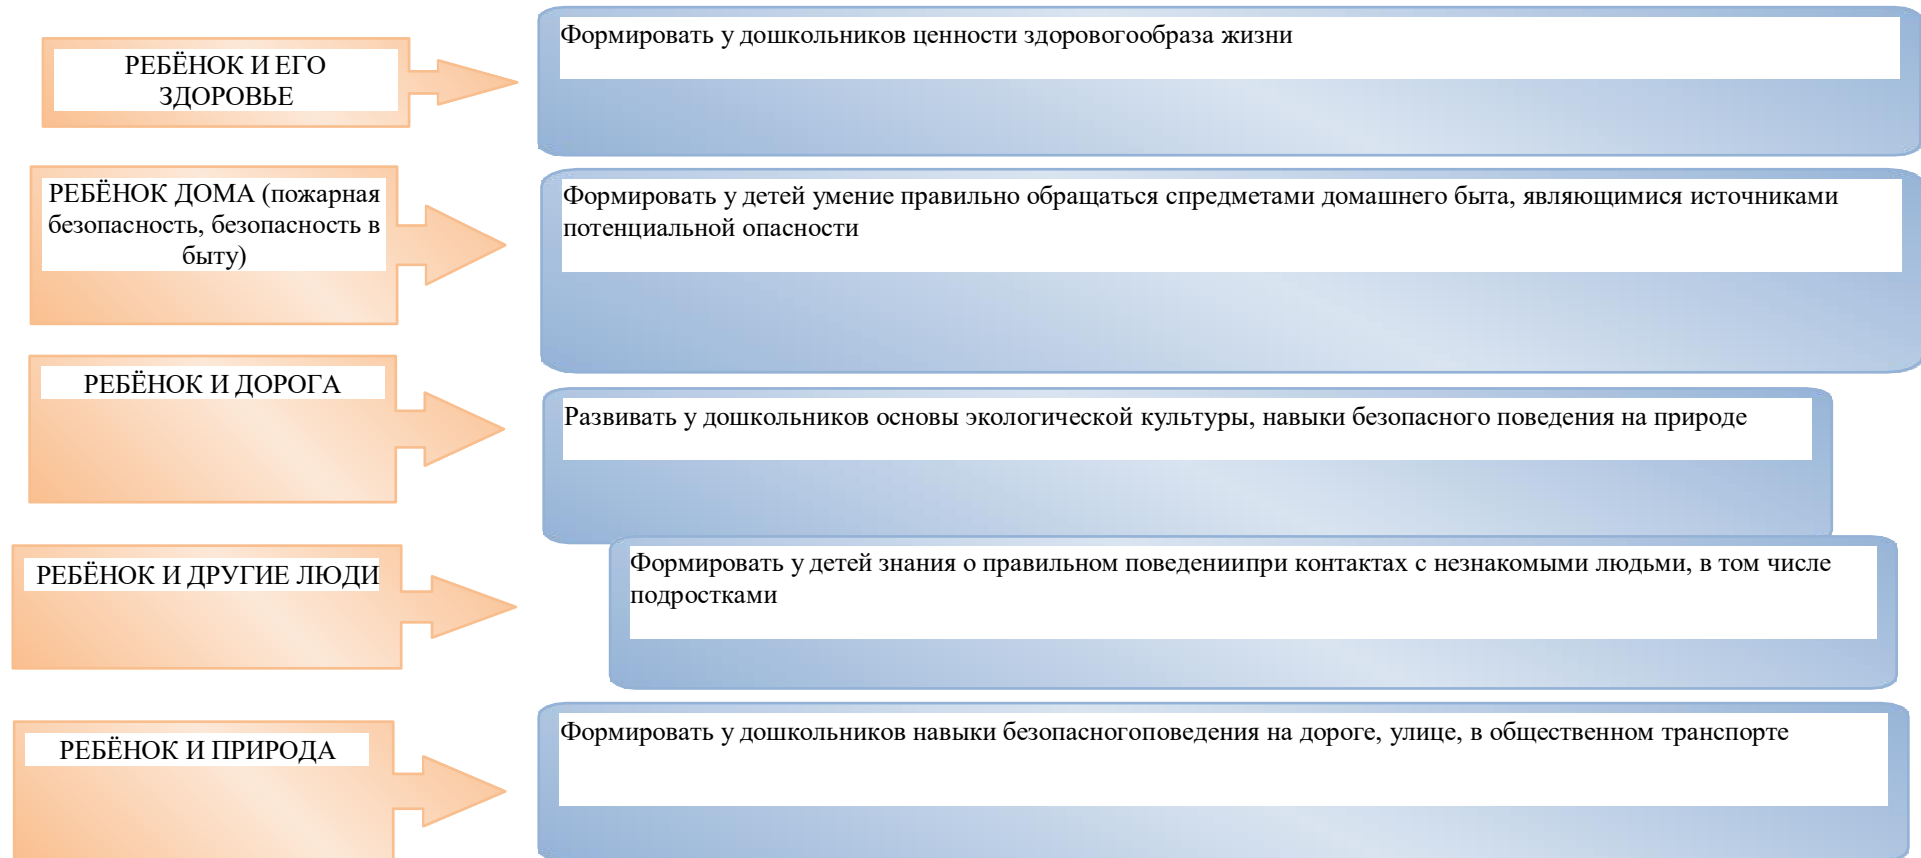 РЕБЁНОК И ЕГО
ЗДОРОВЬЕ
Формировать у дошкольников ценности здоровогообраза жизни
РЕБЁНОК ДОМА (пожарная
безопасность, безопасность в
быту)
Формировать у детей умение правильно обращаться спредметами домашнего быта, являющимися источниками
потенциальной опасности
РЕБЁНОК И ДОРОГА
Развивать у дошкольников основы экологической культуры, навыки безопасного поведения на природе
РЕБЁНОК И ДРУГИЕ ЛЮДИ
Формировать у детей знания о правильном поведениипри контактах с незнакомыми людьми, в том числе
подростками
РЕБЁНОК И ПРИРОДА
Формировать у дошкольников навыки безопасногоповедения на дороге, улице, в общественном транспорте